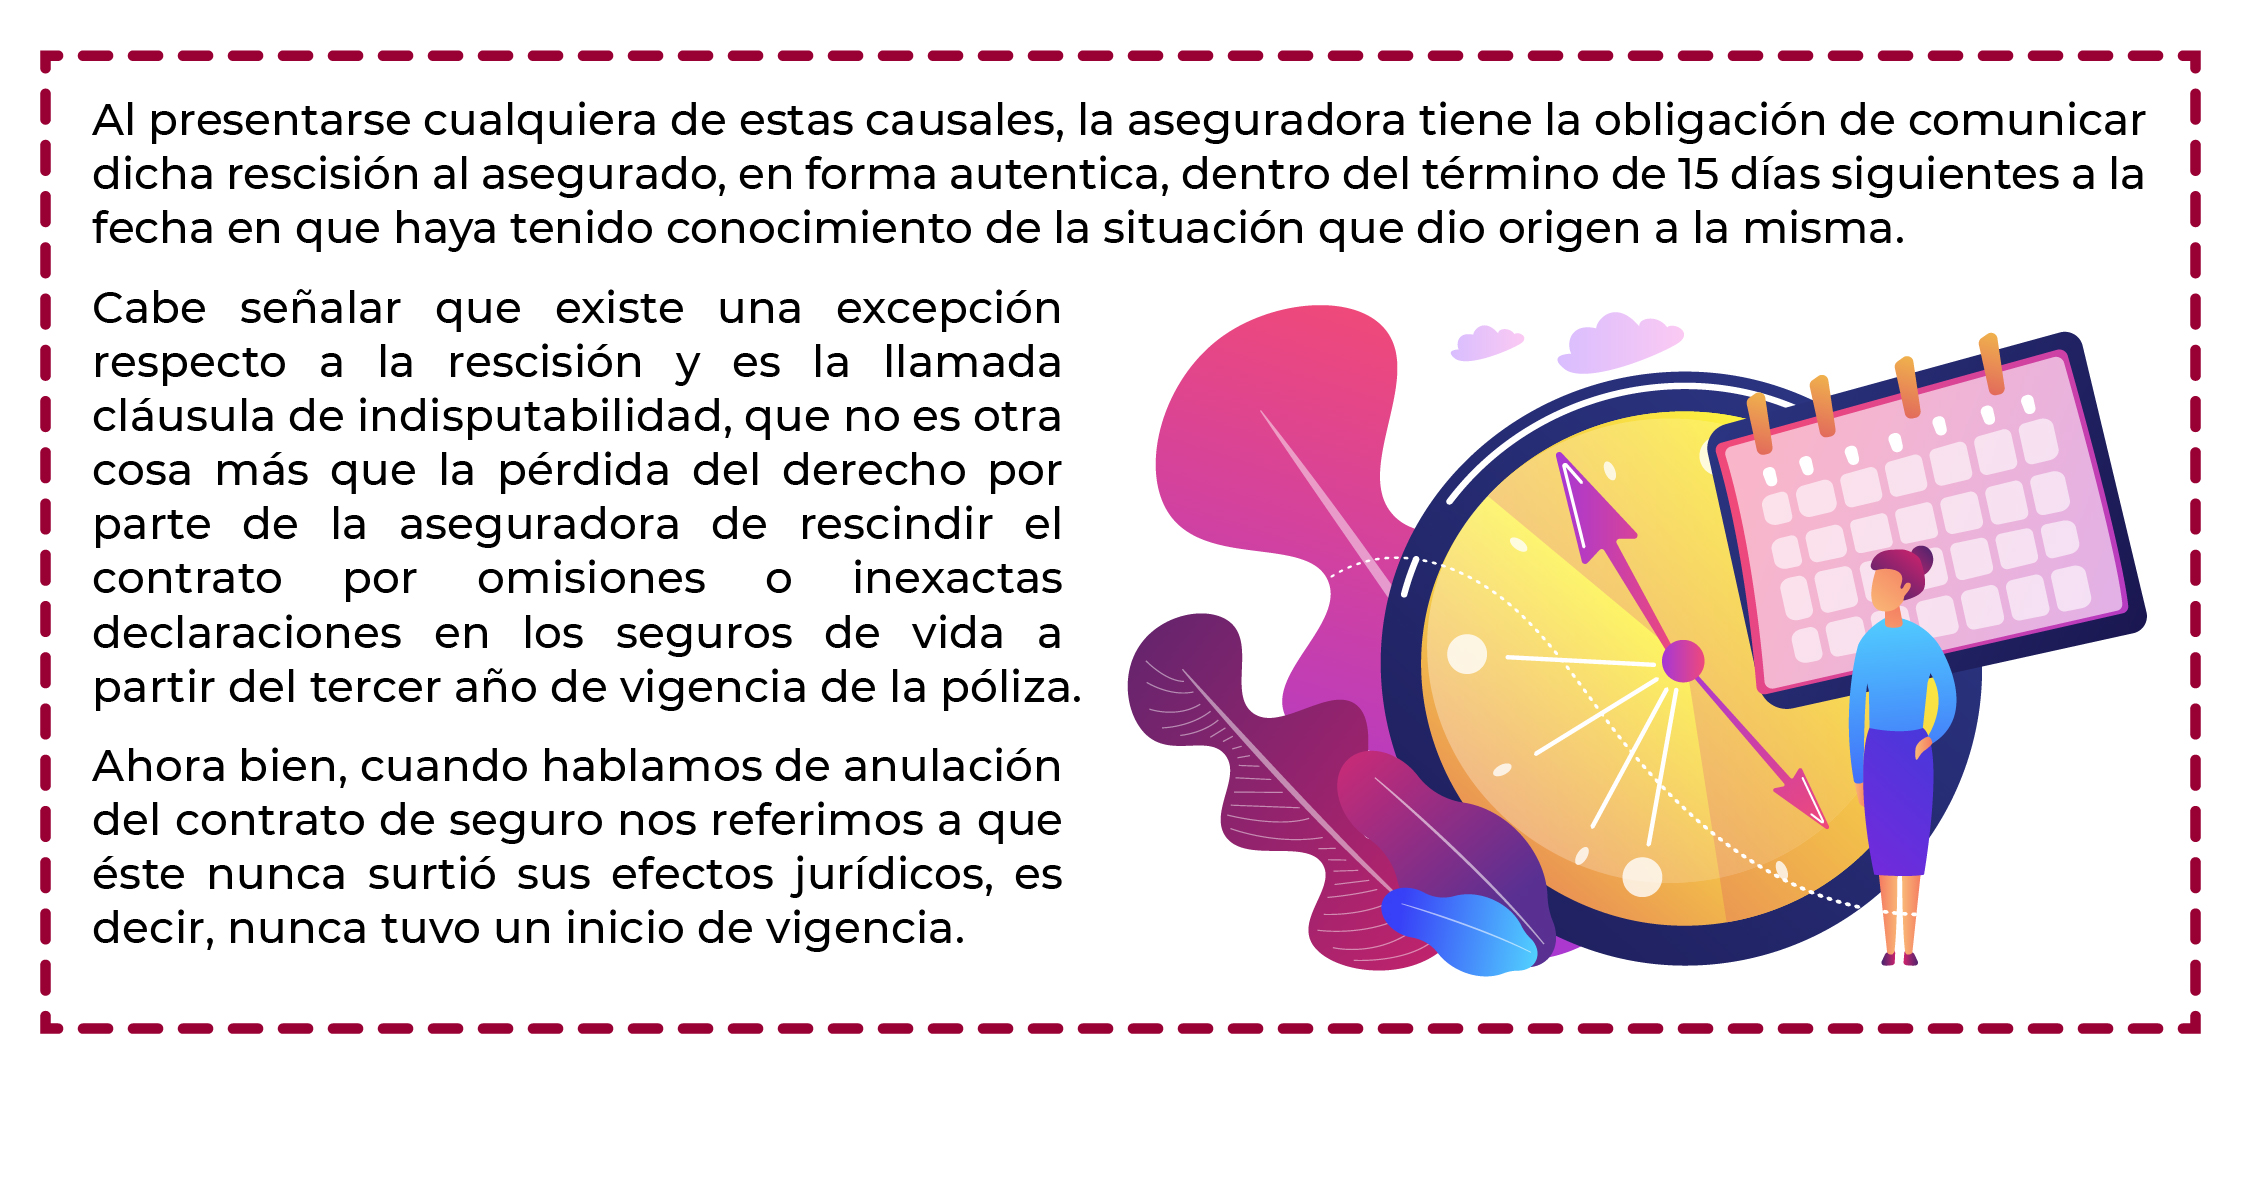 Al presentarse cualquiera de estas causales, la aseguradora tiene la obligación de comunicar
dicha rescisión al asegurado, en forma autentica, dentro del término de 15 días siguientes a la
fecha en que haya tenido conocimiento de la situación que dio origen a la misma.
Cabe señalar que existe una excepción
respecto a la rescisión y es la llamada
cláusula de indisputabilidad, que no es otra
cosa más que la pérdida del derecho por
parte de la aseguradora de rescindir el
contrato por omisiones o inexactas
declaraciones en los seguros de vida a
partir del tercer año de vigencia de la póliza.
Ahora bien, cuando hablamos de anulación
del contrato de seguro nos referimos a que
éste nunca surtió sus efectos jurídicos, es
decir, nunca tuvo un inicio de vigencia.